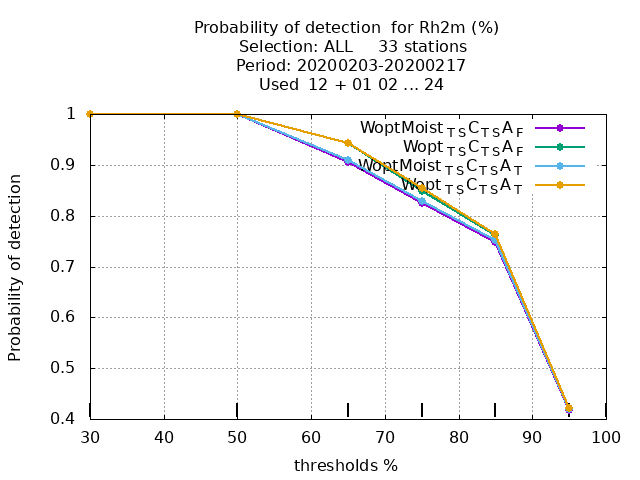 Probability of detection  for Rh2m (%)
Selection: ALL     33 stations
Period: 20200203-20200217
Used  12 + 01 02 ... 24
WoptMoist TS C TS A F
Wopt TS C TS A F
WoptMoist TS C TS A T
Wopt TS C TS A T
1
0.9
0.8
0.7
0.6
0.5
0.4
Probability of detection
30 40 50 60 70 80 90 100
thresholds %